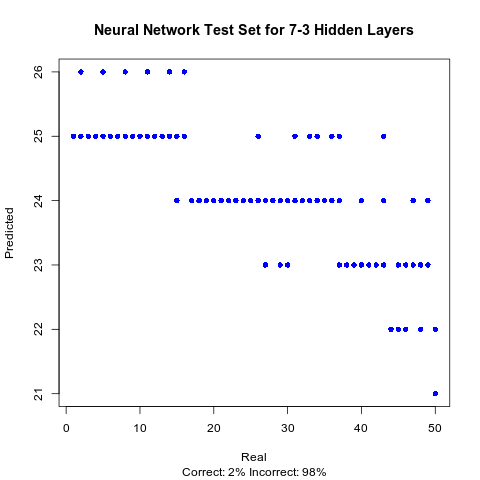 Neural Network Test Set for 7-3 Hidden Layers
26
25
24
23
22
21
Predicted
0 10 20 30 40 50
Real
Correct: 2% Incorrect: 98%